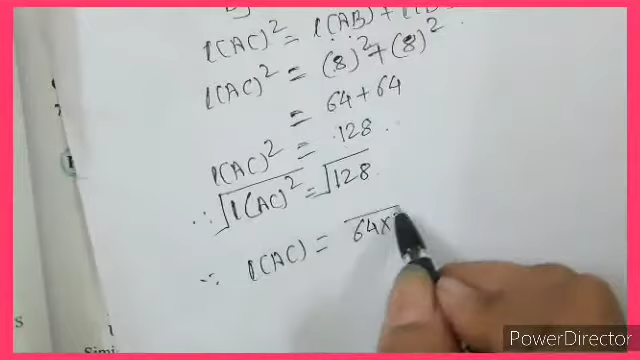 l(AC)² = l(AB) +
l(AC)² = (8)² + (8)²
= 64 + 64
l(AC)² = 128
∴ √l(AC)² = √128
∴ l(AC) = 64×
PowerDirector